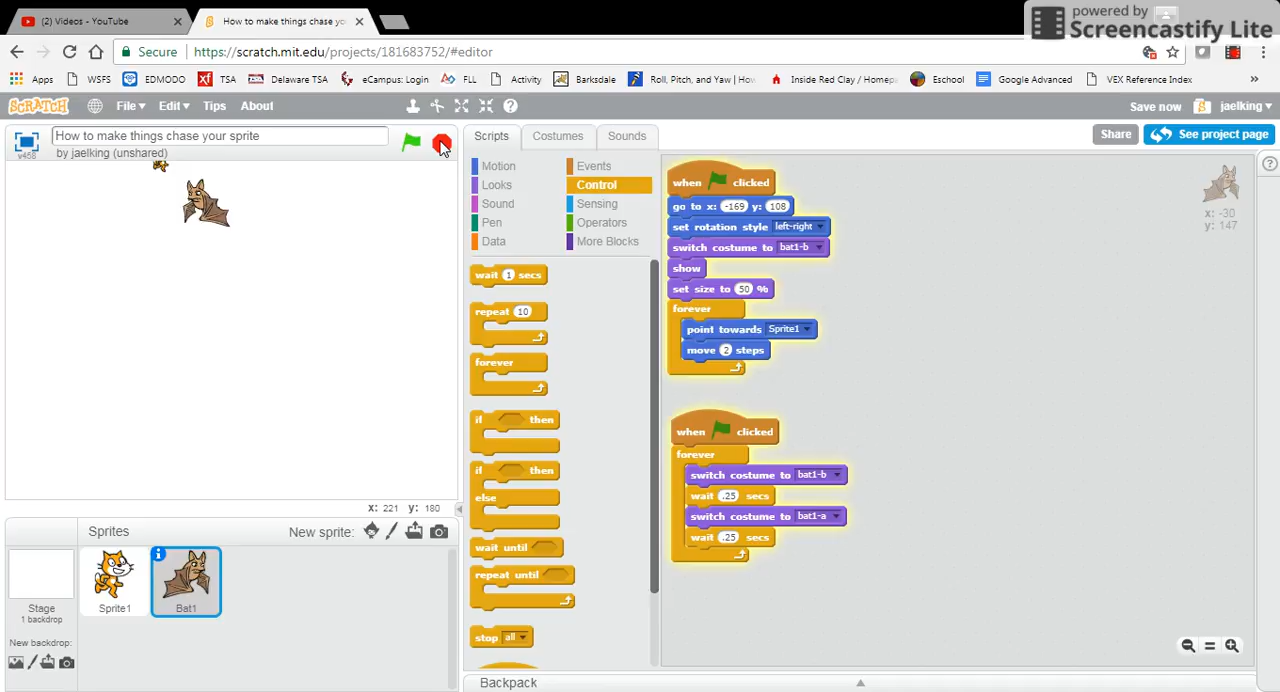 (2) Videos - YouTube
How to make things chase yo
powered by
Screencastify Lite
Secure
https://scratch.mit.edu/projects/181683752/#editor
Apps WSFS EDMODO TSA Delaware TSA eCampus: Login FLL Activity Barksdale Roll, Pitch, and Yaw | Ho Inside Red Clay / Home Eschool Google Advanced VEX Reference Index »
SCRATCH File Edit Tips About Save now jaelking
v458
How to make things chase your sprite
by jaelking (unshared)
Scripts Costumes Sounds
Share See project page
Motion Events
Looks Control
Sound Sensing
Pen Operators
Data More Blocks
wait 1 secs
repeat 10
forever
if then
if then
else
wait until
repeat until
stop all
when clicked
go to x: -169 y: 108
set rotation style left-right
switch costume to bat1-b
show
set size to 50 %
forever
point towards Sprite1
move 2 steps
when clicked
forever
switch costume to bat1-b
wait .25 secs
switch costume to bat1-a
wait .25 secs
x: -30
y: 147
x: 221 y: 180
Sprites New sprite:
Stage
1 backdrop
New backdrop:
Sprite1
Bat1
Backpack